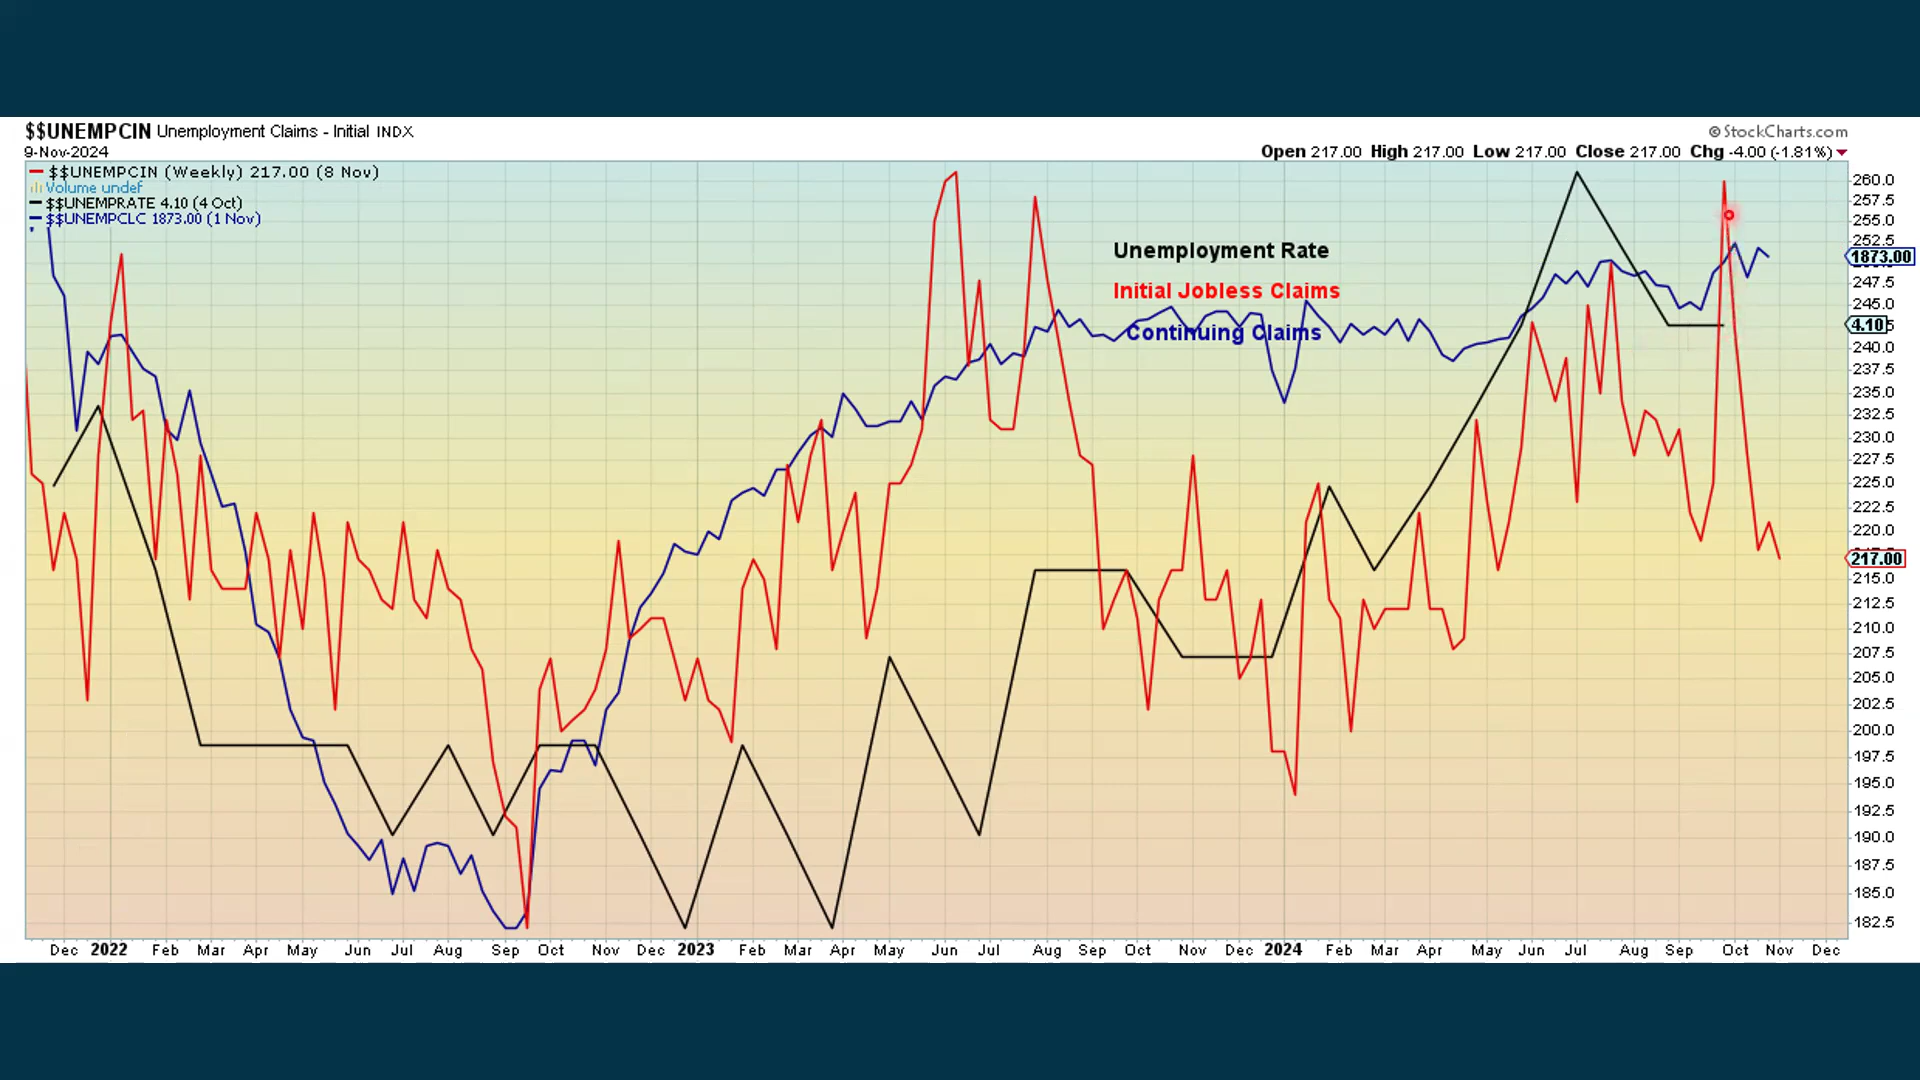 $$UNEMPCIN Unemployment Claims - Initial INDX
© StockCharts.com
9-Nov-2024
Open 217.00 High 217.00 Low 217.00 Close 217.00 Chg -4.00 (-1.81%)
$$UNEMPCIN (Weekly) 217.00 (8 Nov)
Volume undef
$$UNEMPRATE 4.10 (4 Oct)
$$UNEMPCLC 1873.00 (1 Nov)
Unemployment Rate
Initial Jobless Claims
Continuing Claims
260.0
257.5
255.0
252.5
1873.00
247.5
245.0
4.10
240.0
237.5
235.0
232.5
230.0
227.5
225.0
222.5
220.0
217.00
215.0
212.5
210.0
207.5
205.0
202.5
200.0
197.5
195.0
192.5
190.0
187.5
185.0
182.5
Dec 2022 Feb Mar Apr May Jun Jul Aug Sep Oct Nov Dec 2023 Feb Mar Apr May Jun Jul Aug Sep Oct Nov Dec 2024 Feb Mar Apr May Jun Jul Aug Sep Oct Nov Dec